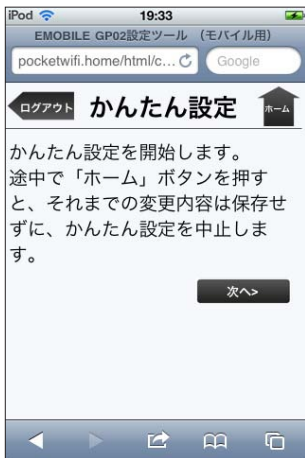 iPod 19:33
EMOBILE GP02設定ツール （モバイル用）
pocketwifi.home/html/c... Google
ログアウト かんたん設定 ホーム
かんたん設定を開始します。
途中で「ホーム」ボタンを押す
と、それまでの変更内容は保存せ
ずに、かんたん設定を中止しま
す。
次へ>